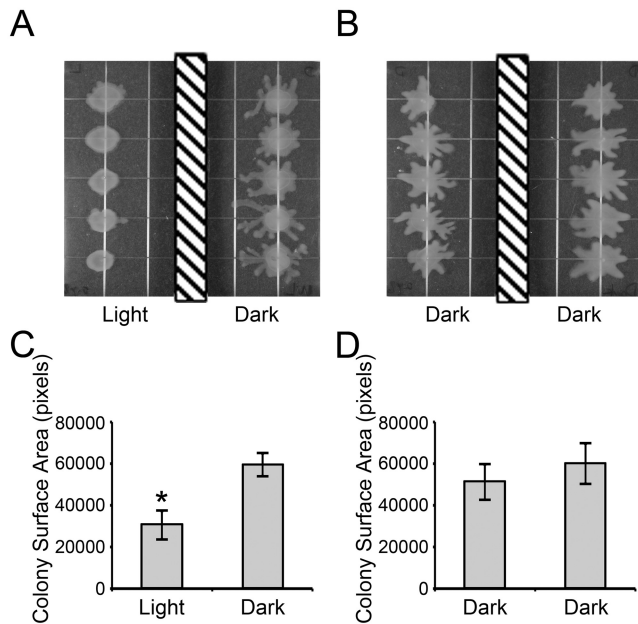 A
B
Light
Dark
Dark
Dark
C
D
Colony Surface Area (pixels)
80000
60000
40000
20000
0
*
Light
Dark
Colony Surface Area (pixels)
80000
60000
40000
20000
0
Dark
Dark